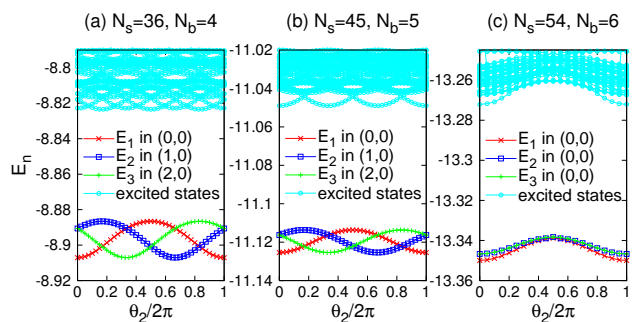 (a) N_s=36, N_b=4
(b) N_s=45, N_b=5
(c) N_s=54, N_b=6
E_n
-8.8
-8.82
-8.84
-8.86
-8.88
-8.9
-8.92
E_1 in (0,0)
E_2 in (1,0)
E_3 in (2,0)
excited states
0 0.2 0.4 0.6 0.8 1
θ_2/2π
-11.02
-11.04
-11.06
-11.08
-11.1
-11.12
-11.14
E_1 in (0,0)
E_2 in (1,0)
E_3 in (2,0)
excited states
0 0.2 0.4 0.6 0.8 1
θ_2/2π
-13.26
-13.28
-13.3
-13.32
-13.34
-13.36
E_1 in (0,0)
E_2 in (0,0)
E_3 in (0,0)
excited states
0 0.2 0.4 0.6 0.8 1
θ_2/2π